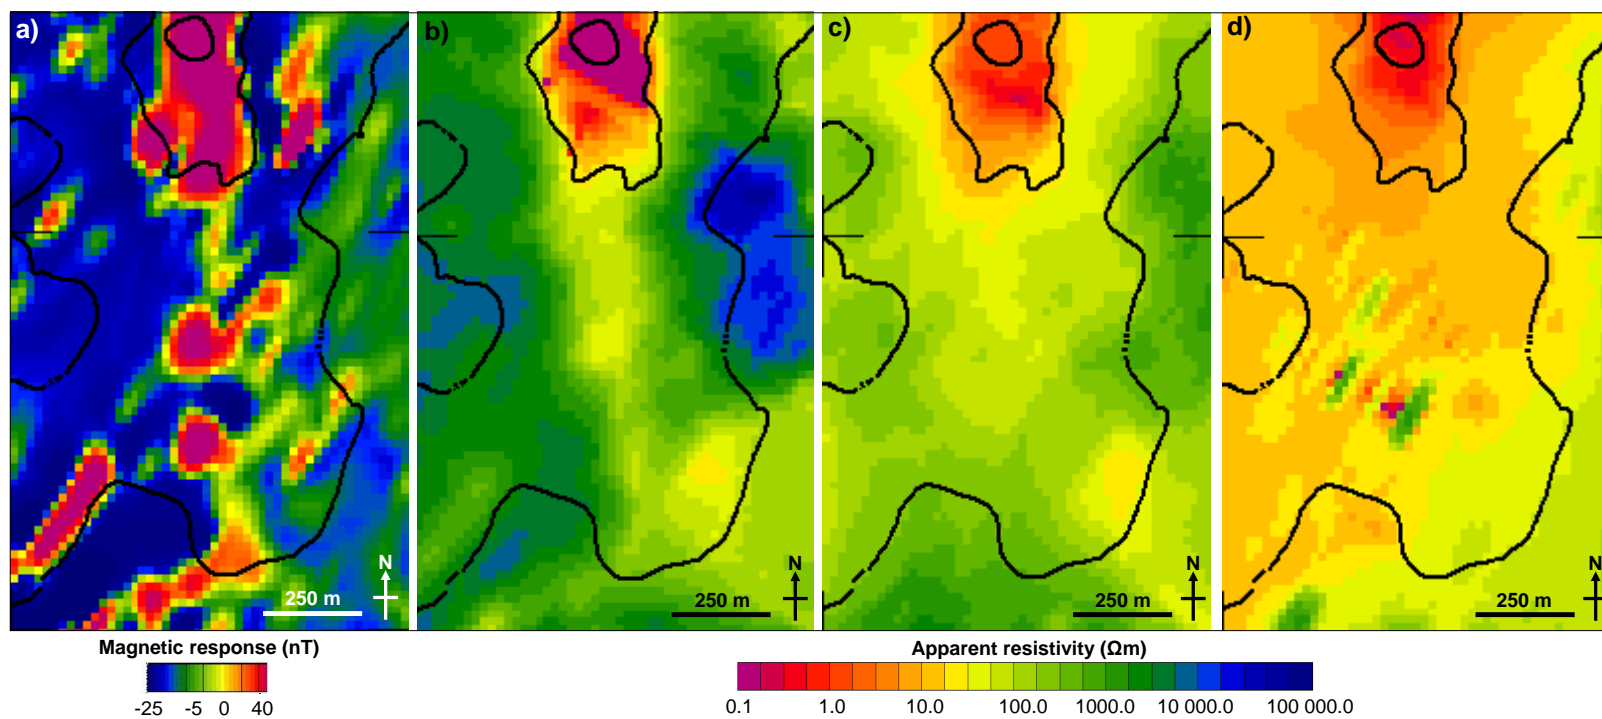 a) b) c) d)
N N N N
250 m 250 m 250 m 250 m
Magnetic response (nT) Apparent resistivity (Ωm)
-25 -5 0 40 0.1 1.0 10.0 100.0 1000.0 10 000.0 100 000.0